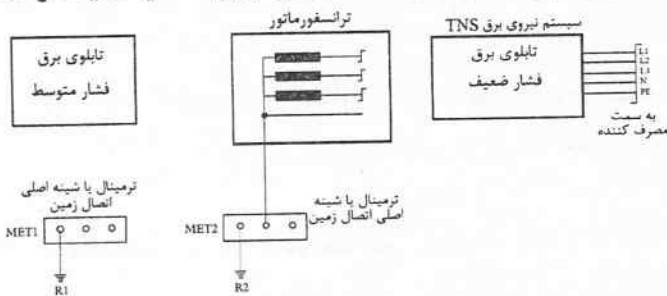 ترانسفورماتور
سیستم نیروی برق TNS
تابلوی برق
فشار متوسط
تابلوی برق
فشار ضعیف
L1
L2
L3
N
PE
به سمت
مصرف کننده
ترمینال یا شینه اصلی
اتصال زمین
MET1
R1
ترمینال یا شینه
اصلی اتصال زمین
MET2
R2